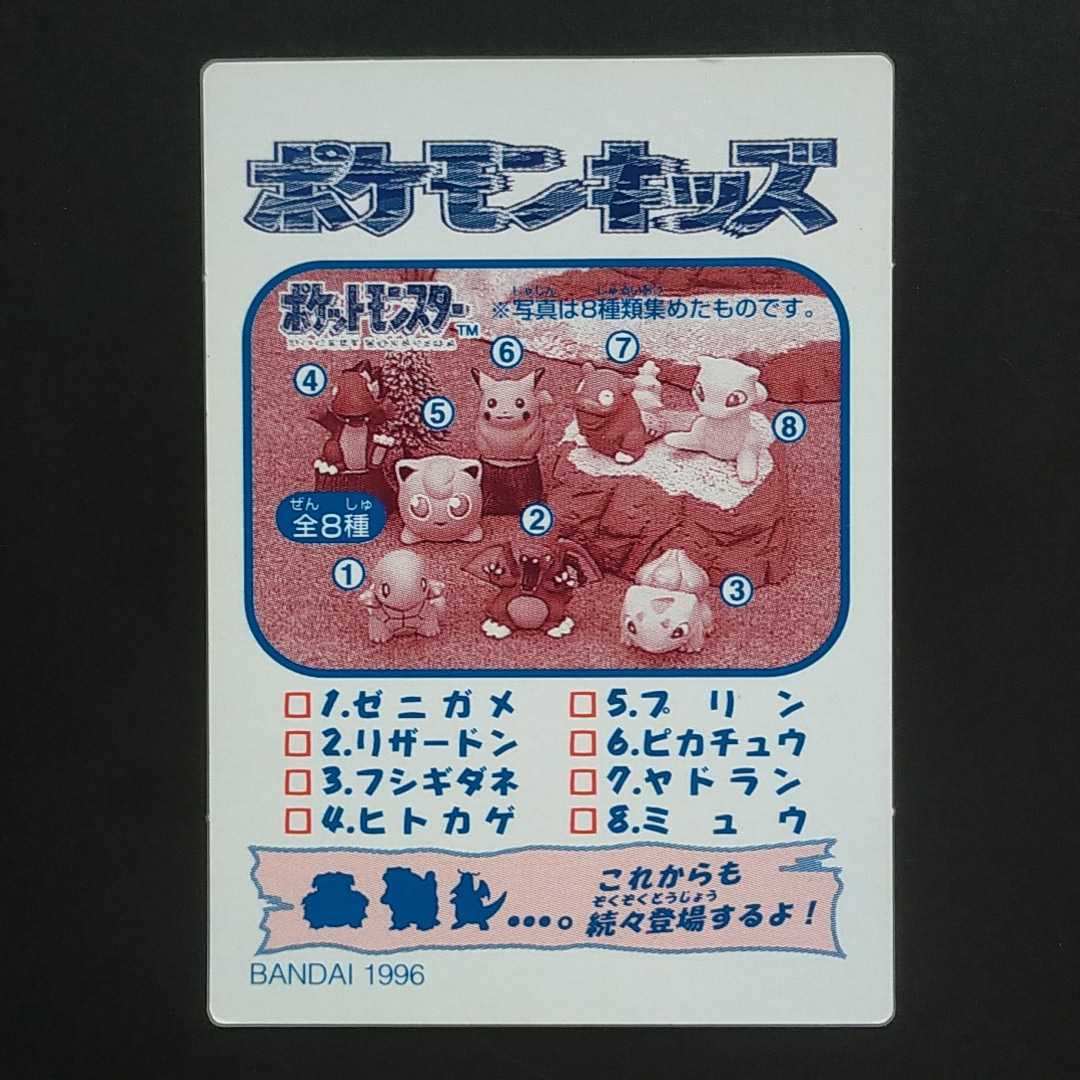 ポケモンキッズ
ポケットモンスター™
※写真は8種類集めたものです。
しゃしん しゅるいあつ
④
⑤
⑥
⑦
⑧
ぜん しゅ
全8種
①
②
③
□1.ゼニガメ
□2.リザードン
□3.フシギダネ
□4.ヒトカゲ
□5.プリン
□6.ピカチュウ
□7.ヤドラン
□8.ミュウ
これからも
ぞくぞくとうじょう
...。続々登場するよ！
BANDAI 1996